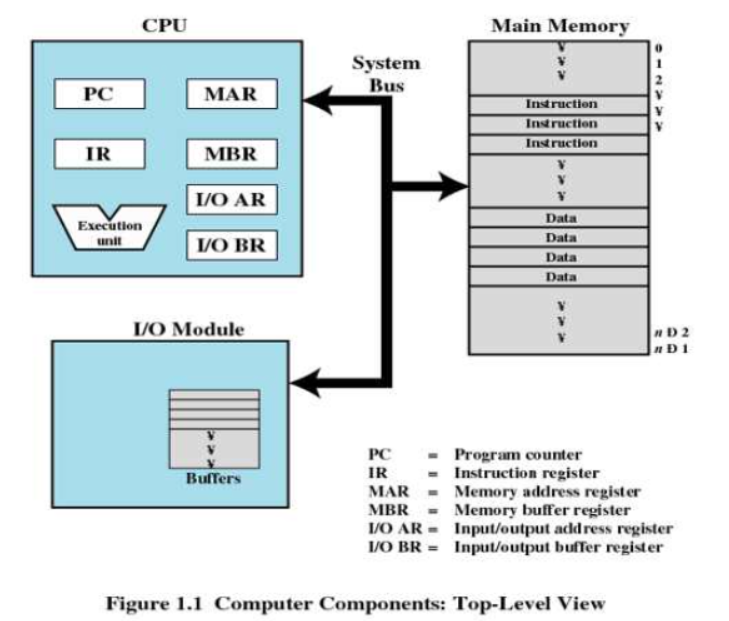 CPU
PC
MAR
IR
MBR
I/O AR
Execution
unit
I/O BR
System
Bus
Main Memory
¥
¥
¥
Instruction
Instruction
Instruction
¥
¥
¥
Data
Data
Data
Data
¥
¥
¥
0
1
2
¥
¥
¥
n Ð 2
n Ð 1
I/O Module
¥
¥
¥
Buffers
PC = Program counter
IR = Instruction register
MAR = Memory address register
MBR = Memory buffer register
I/O AR = Input/output address register
I/O BR = Input/output buffer register
Figure 1.1 Computer Components: Top-Level View